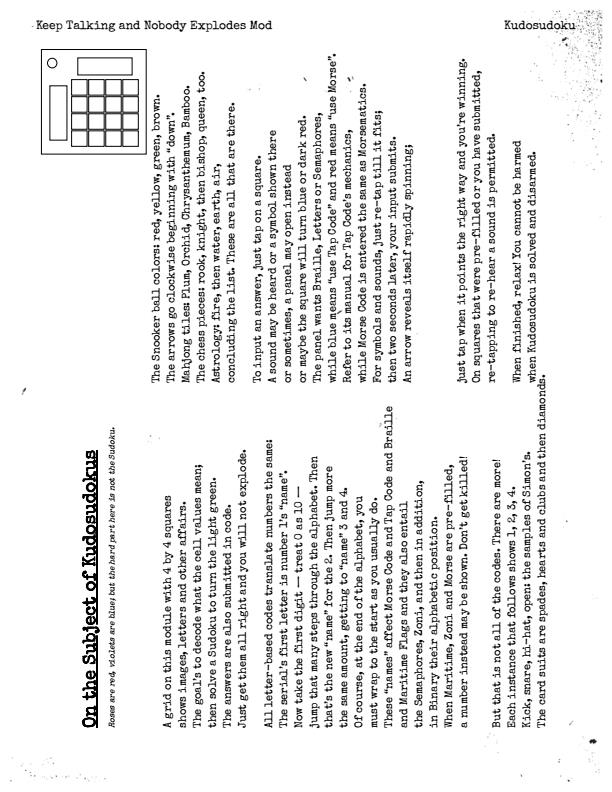 Keep Talking and Nobody Explodes Mod
Kudosudoku
On the Subject of Kudosudokus
Roses are red, violets are blue; but the hard part here is not the Sudoku.
A grid on this module with 4 by 4 squares
shows images, letters and other affairs.
The goal's to decode what the cell values mean;
then solve a Sudoku to turn the light green.
The answers are also submitted in code.
Just get them all right and you will not explode.
All letter-based codes translate numbers the same:
The serial's first letter is number 1's "name".
Now take the first digit — treat 0 as 10 —
jump that many steps through the alphabet. Then
that's the new "name" for the 2. Then jump more
the same amount, getting to "name" 3 and 4.
Of course, at the end of the alphabet, you
must wrap to the start as you usually do.
These "names" affect Morse Code and Tap Code and Braille
and Maritime Flags and they also entail
the Semaphores, Zoni, and then in addition,
in Binary their alphabetic position.
When Maritime, Zoni and Morse are pre-filled,
a number instead may be shown. Don't get killed!
But that is not all of the codes. There are more!
Each instance that follows shows 1, 2, 3, 4.
Kick, snare, hi-hat, open: the samples of Simon's.
The card suits are spades, hearts and clubs and then diamonds.
The Snooker ball colors: red, yellow, green, brown.
The arrows go clockwise beginning with "down".
Mahjong tiles: Plum, Orchid, Chrysanthemum, Bamboo.
The chess pieces: rook, knight, then bishop, queen, too.
Astrology: fire, then water, earth, air,
concluding the list. These are all that are there.
To input an answer, just tap on a square.
A sound may be heard or a symbol shown there
or sometimes, a panel may open instead
or maybe the square will turn blue or dark red.
The panel wants Braille, Letters or Semaphores,
while blue means "use Tap Code" and red means "use Morse".
Refer to its manual for Tap Code's mechanics,
while Morse Code is entered the same as Morsematics.
For symbols and sounds, just re-tap till it fits;
then two seconds later, your input submits.
An arrow reveals itself rapidly spinning;
just tap when it points the right way and you're winning.
On squares that were pre-filled or you have submitted,
re-tapping to re-hear a sound is permitted.
When finished, relax! You cannot be harmed
when Kudosudoku is solved and disarmed.